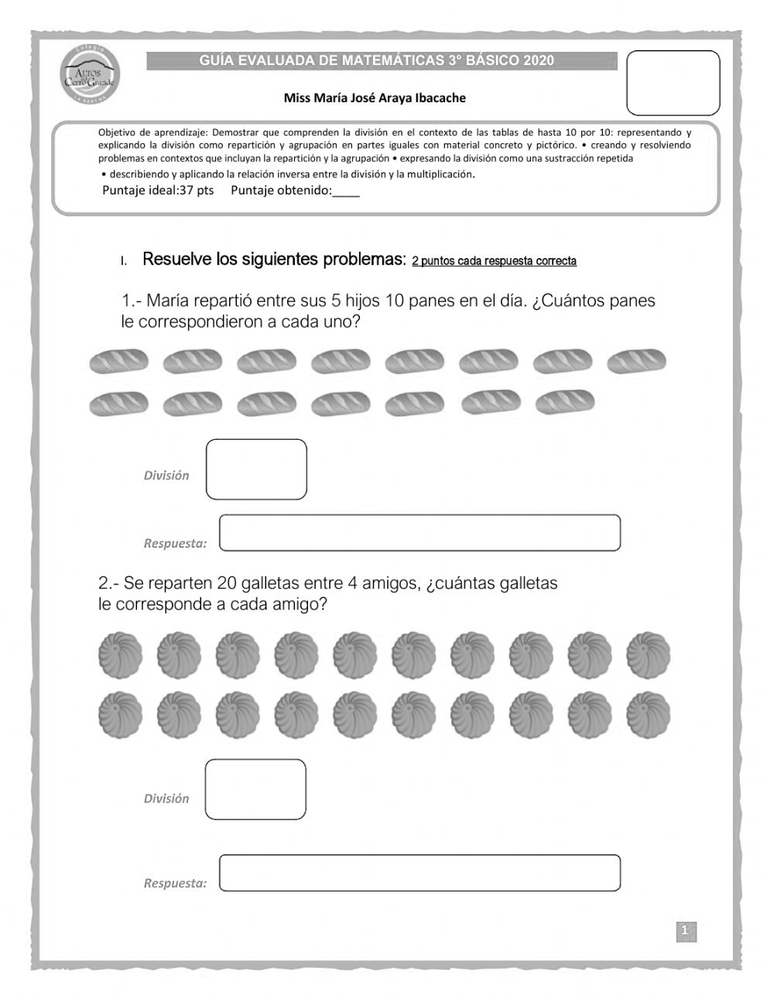 Colegio
ALTOS
del
Cerro Grande
LA SERENA
GUÍA EVALUADA DE MATEMÁTICAS 3° BÁSICO 2020
Miss María José Araya Ibacache
Objetivo de aprendizaje: Demostrar que comprenden la división en el contexto de las tablas de hasta 10 por 10: representando y
explicando la división como repartición y agrupación en partes iguales con material concreto y pictórico. • creando y resolviendo
problemas en contextos que incluyan la repartición y la agrupación • expresando la división como una sustracción repetida
• describiendo y aplicando la relación inversa entre la división y la multiplicación.
Puntaje ideal:37 pts Puntaje obtenido:____
I. Resuelve los siguientes problemas: 2 puntos cada respuesta correcta
1.- María repartió entre sus 5 hijos 10 panes en el día. ¿Cuántos panes
le correspondieron a cada uno?
División
Respuesta:
2.- Se reparten 20 galletas entre 4 amigos, ¿cuántas galletas
le corresponde a cada amigo?
División
Respuesta:
1